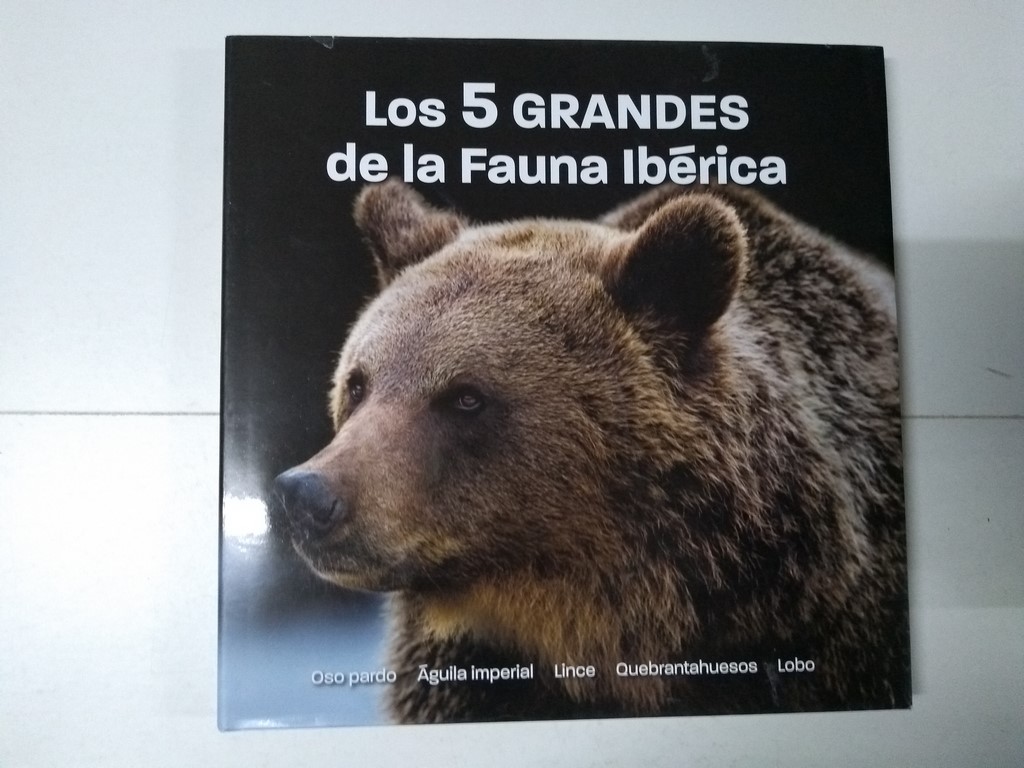 Los 5 GRANDES
de la Fauna Ibérica
Oso pardo Águila imperial Lince Quebrantahuesos Lobo